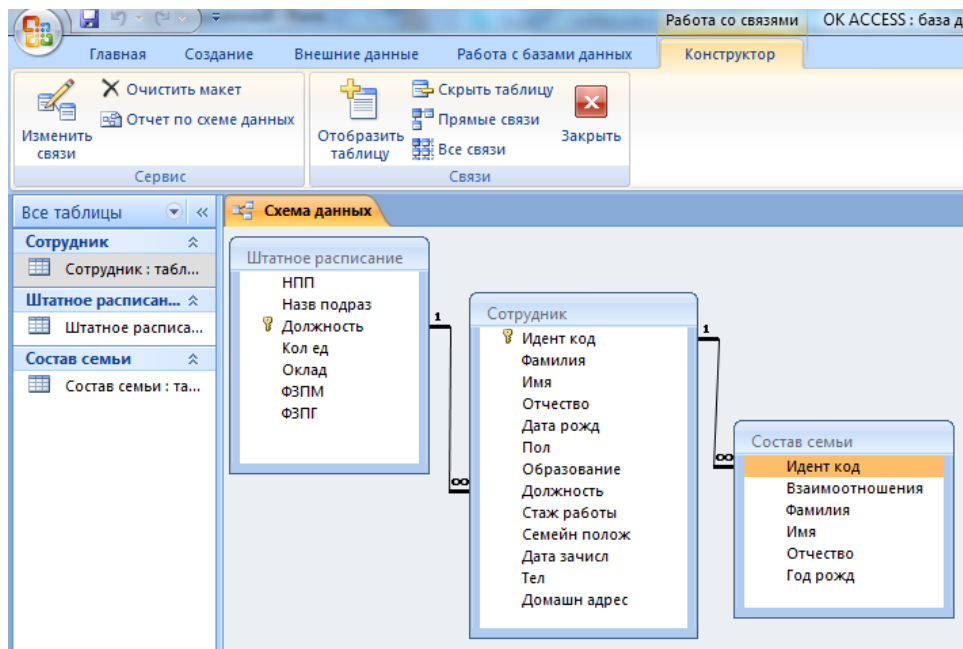 Работа со связями
OK ACCESS : база д
Главная
Создание
Внешние данные
Работа с базами данных
Конструктор
Изменить связи
Очистить макет
Отчет по схеме данных
Сервис
Отобразить таблицу
Скрыть таблицу
Прямые связи
Все связи
Закрыть
Связи
Все таблицы
Сотрудник
Сотрудник : табл...
Штатное расписан...
Штатное расписа...
Состав семьи
Состав семьи : та...
Схема данных
Штатное расписание
НПП
Назв подраз
Должность
Кол ед
Оклад
ФЗПМ
ФЗПГ
1
∞
Сотрудник
Идент код
Фамилия
Имя
Отчество
Дата рожд
Пол
Образование
Должность
Стаж работы
Семейн полож
Дата зачисл
Тел
Домашн адрес
1
∞
Состав семьи
Идент код
Взаимоотношения
Фамилия
Имя
Отчество
Год рожд